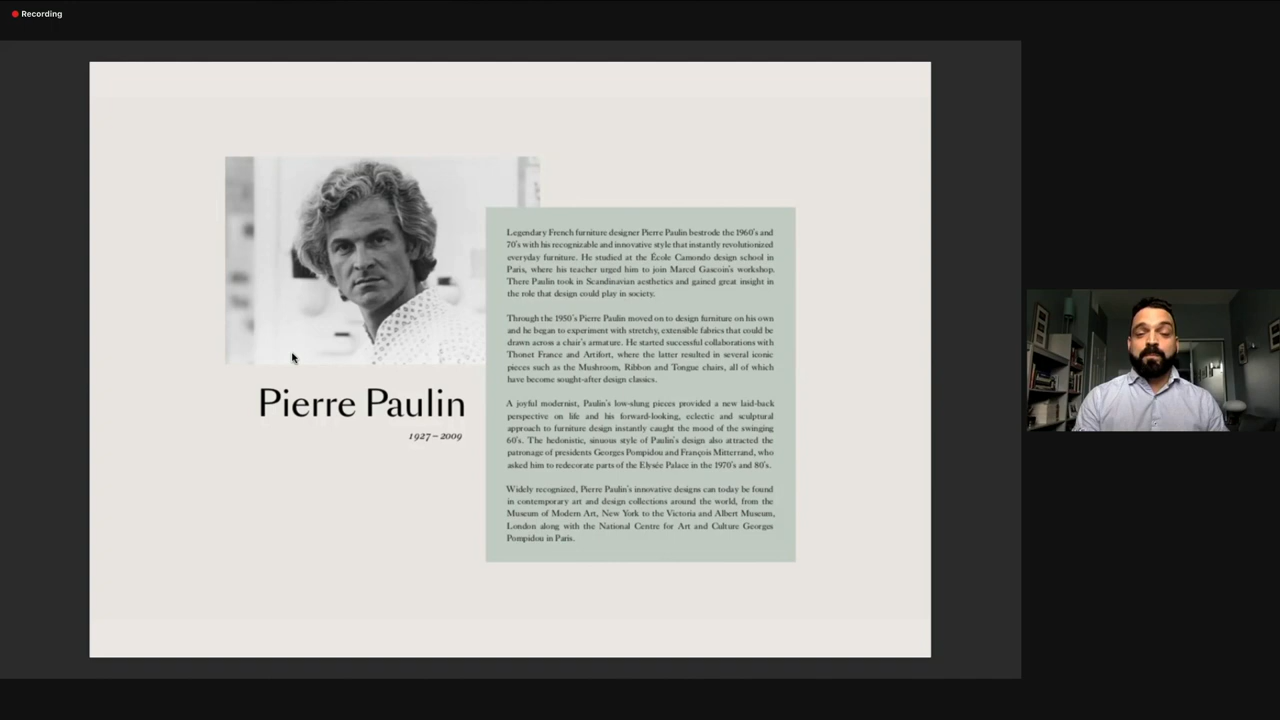 Recording
Pierre Paulin
1927 – 2009
Legendary French furniture designer Pierre Paulin bestrode the 1960's and
70's with his recognizable and innovative style that instantly revolutionized
everyday furniture. He studied at the École Camondo design school in
Paris, where his teacher urged him to join Marcel Gascoin's workshop.
There Paulin took in Scandinavian aesthetics and gained great insight in
the role that design could play in society.
Through the 1950's Pierre Paulin moved on to design furniture on his own
and he began to experiment with stretchy, extensible fabrics that could be
drawn across a chair's armature. He started successful collaborations with
Thonet France and Artifort, where the latter resulted in several iconic
pieces such as the Mushroom, Ribbon and Tongue chairs, all of which
have become sought-after design classics.
A joyful modernist, Paulin's low-slung pieces provided a new laid-back
perspective on life and his forward-looking, eclectic and sculptural
approach to furniture design instantly caught the mood of the swinging
60's. The hedonistic, sinuous style of Paulin's design also attracted the
patronage of presidents Georges Pompidou and François Mitterrand, who
asked him to redecorate parts of the Elysée Palace in the 1970's and 80's.
Widely recognized, Pierre Paulin's innovative designs can today be found
in contemporary art and design collections around the world, from the
Museum of Modern Art, New York to the Victoria and Albert Museum,
London along with the National Centre for Art and Culture Georges
Pompidou in Paris.